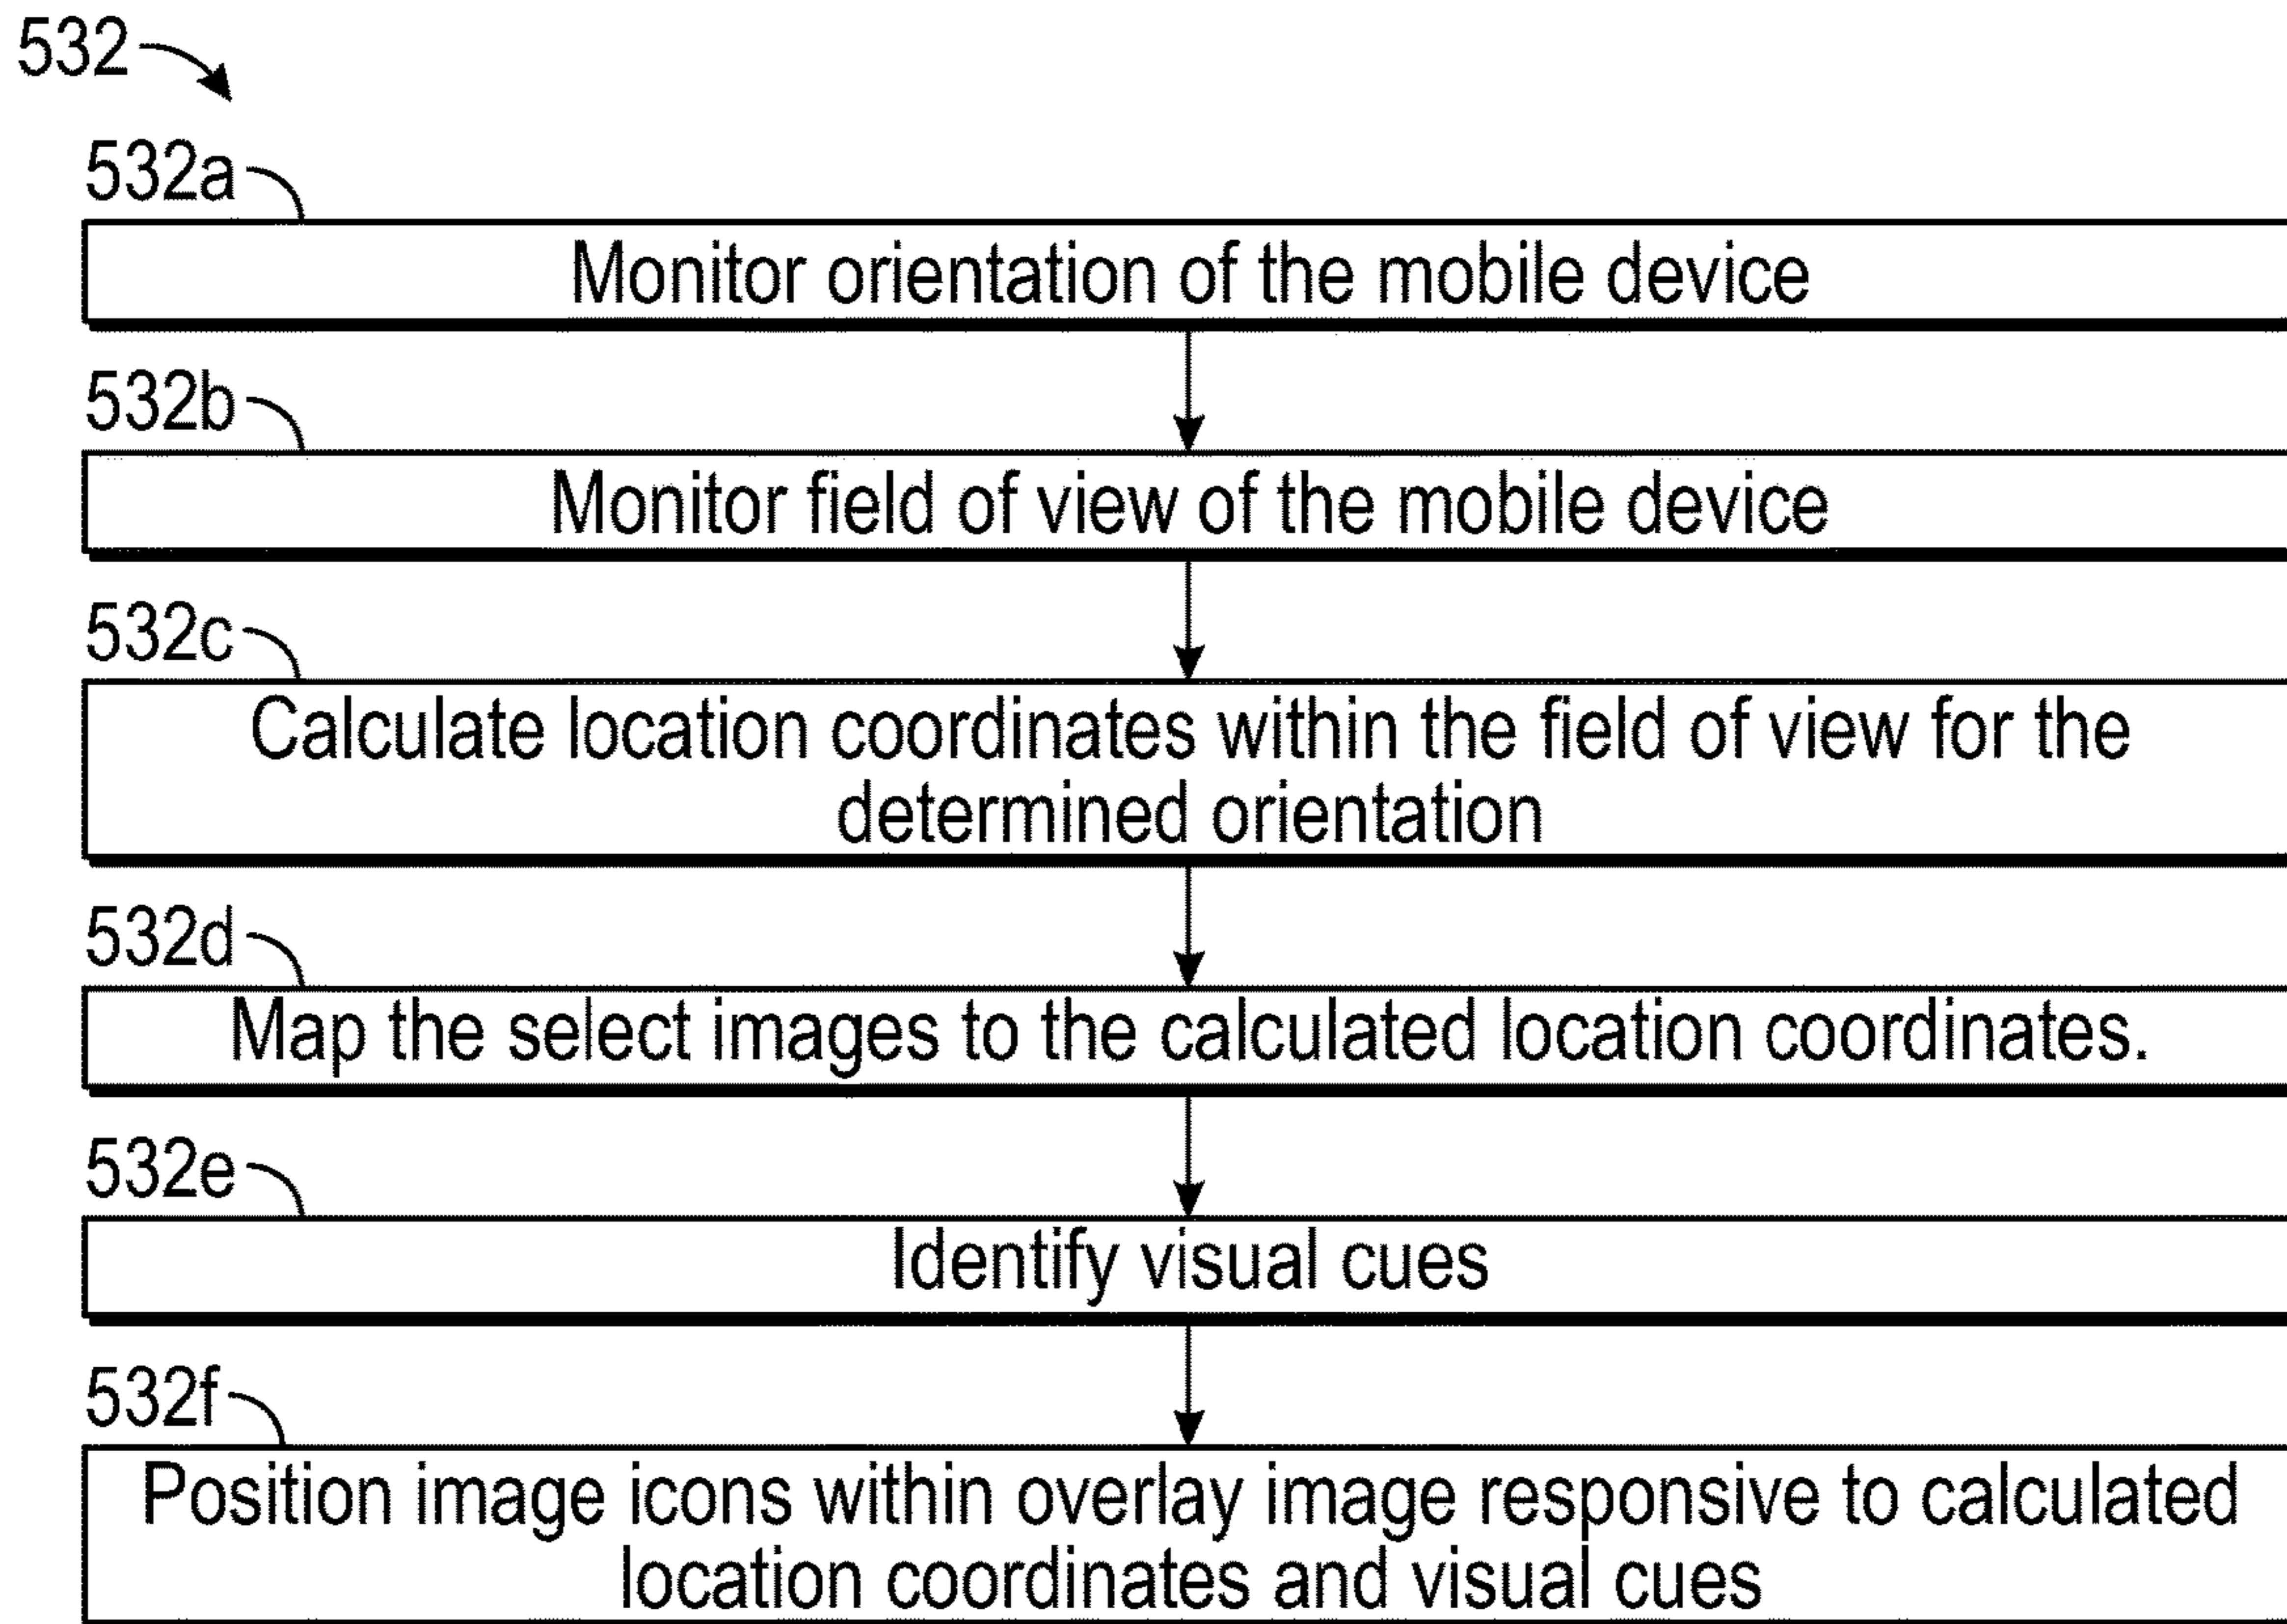 532
532a
Monitor orientation of the mobile device
532b
Monitor field of view of the mobile device
532c
Calculate location coordinates within the field of view for the
determined orientation
532d
Map the select images to the calculated location coordinates.
532e
Identify visual cues
532f
Position image icons within overlay image responsive to calculated
location coordinates and visual cues